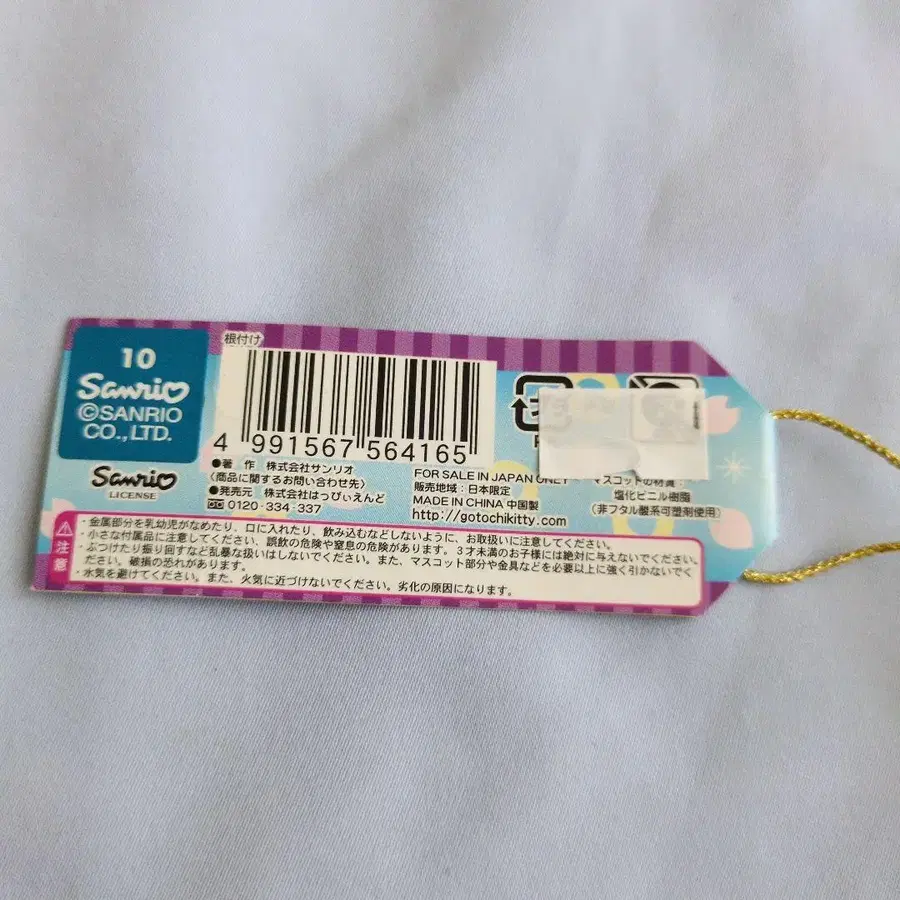 10
Sanrio
©SANRIO
CO.,LTD.
Sanrio
LICENSE
根付け
4 991567 564165
●著 作 株式会社サンリオ
〈商品に関するお問い合わせ先〉
●発売元 株式会社はっぴぃえんど
0120-334-337
FOR SALE IN JAPAN ONLY
販売地域：日本限定
MADE IN CHINA 中国製
http://gotochikitty.com
マスコットの材質：
塩化ビニル樹脂
(非フタル酸系可塑剤使用)
注意
・金属部分を乳幼児がなめたり、口に入れたり、飲み込むなどしないように、お取扱いに注意してください。
・小さな付属品に注意してください。誤飲の危険や窒息の危険があります。3才未満のお子様には絶対に与えないでください。
・ぶつけたり振り回すなど乱暴な扱いはしないでください。また、マスコット部分や金具などを必要以上に強く引かないでく
ださい。破損の恐れがあります。
・水気を避けてください。また、火気に近づけないでください。劣化の原因になります。